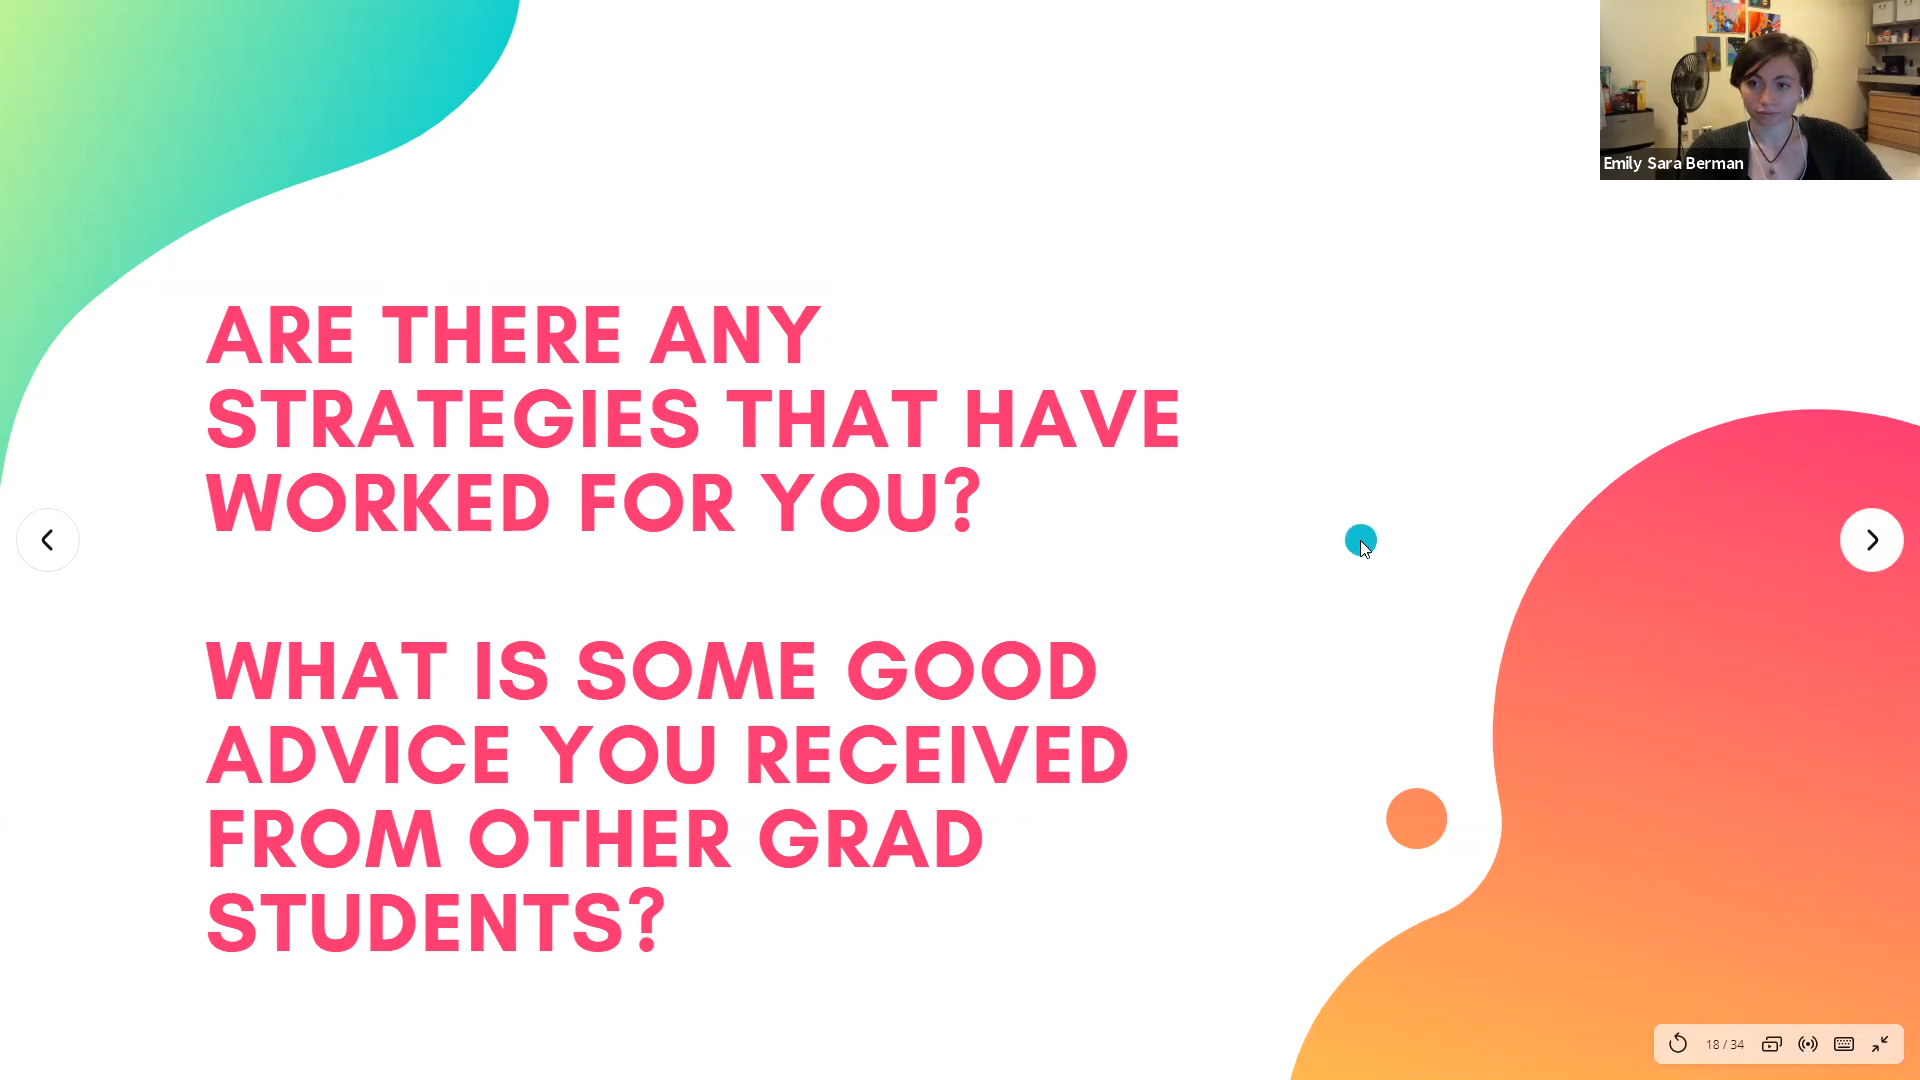 Emily Sara Berman
ARE THERE ANY
STRATEGIES THAT HAVE
WORKED FOR YOU?
WHAT IS SOME GOOD
ADVICE YOU RECEIVED
FROM OTHER GRAD
STUDENTS?
18 / 34